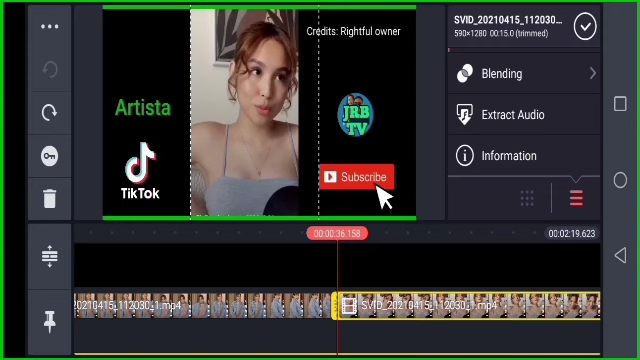 SVID_20210415_112030...
590×1280 00:15.0 (trimmed)
Credits: Rightful owner
Blending
Artista
JRB
TV
Extract Audio
Subscribe
Information
TikTok
00:00:36.158
00:02:19.623
20210415_112030_1.mp4
SVID_20210415_112030_1.mp4